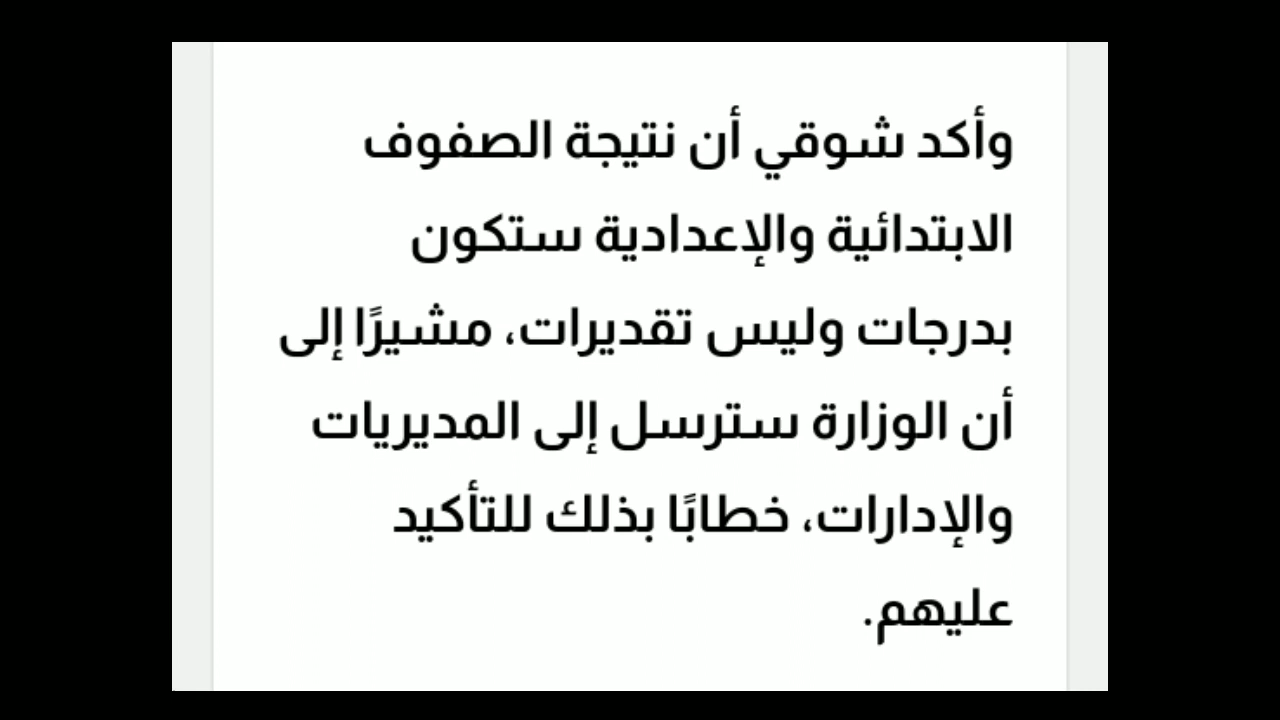 وأكد شوقي أن نتيجة الصفوف
الابتدائية والإعدادية ستكون
بدرجات وليس تقديرات، مشيرًا إلى
أن الوزارة سترسل إلى المديريات
والإدارات، خطابًا بذلك للتأكيد
عليهم.